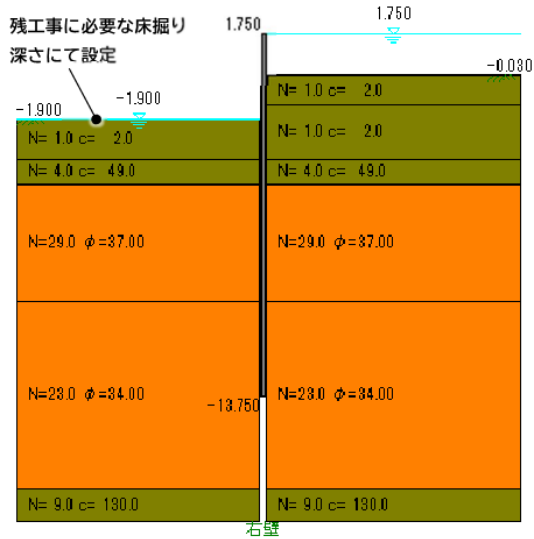 残工事に必要な床掘り
深さにて設定
1.750
1.750
-0.030
-1.900
-1.900
N= 1.0 c= 2.0
N= 1.0 c= 2.0
N= 1.0 c= 2.0
N= 4.0 c= 49.0
N= 4.0 c= 49.0
N=29.0 φ=37.00
N=29.0 φ=37.00
N=23.0 φ=34.00
N=23.0 φ=34.00
-13.750
N= 9.0 c= 130.0
N= 9.0 c= 130.0
右壁